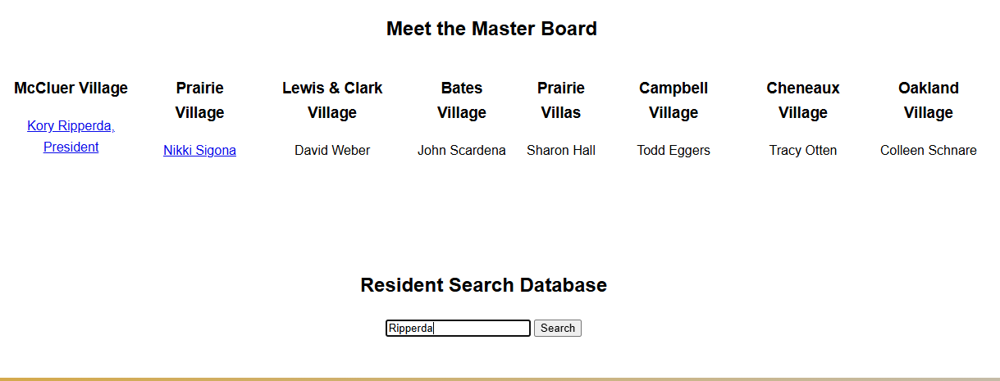 Meet the Master Board
McCluer Village
Kory Ripperda,
President
Prairie
Village
Nikki Sigona
Lewis & Clark
Village
David Weber
Bates
Village
John Scardena
Prairie
Villas
Sharon Hall
Campbell
Village
Todd Eggers
Cheneaux
Village
Tracy Otten
Oakland
Village
Colleen Schnare
Resident Search Database
Ripperda Search